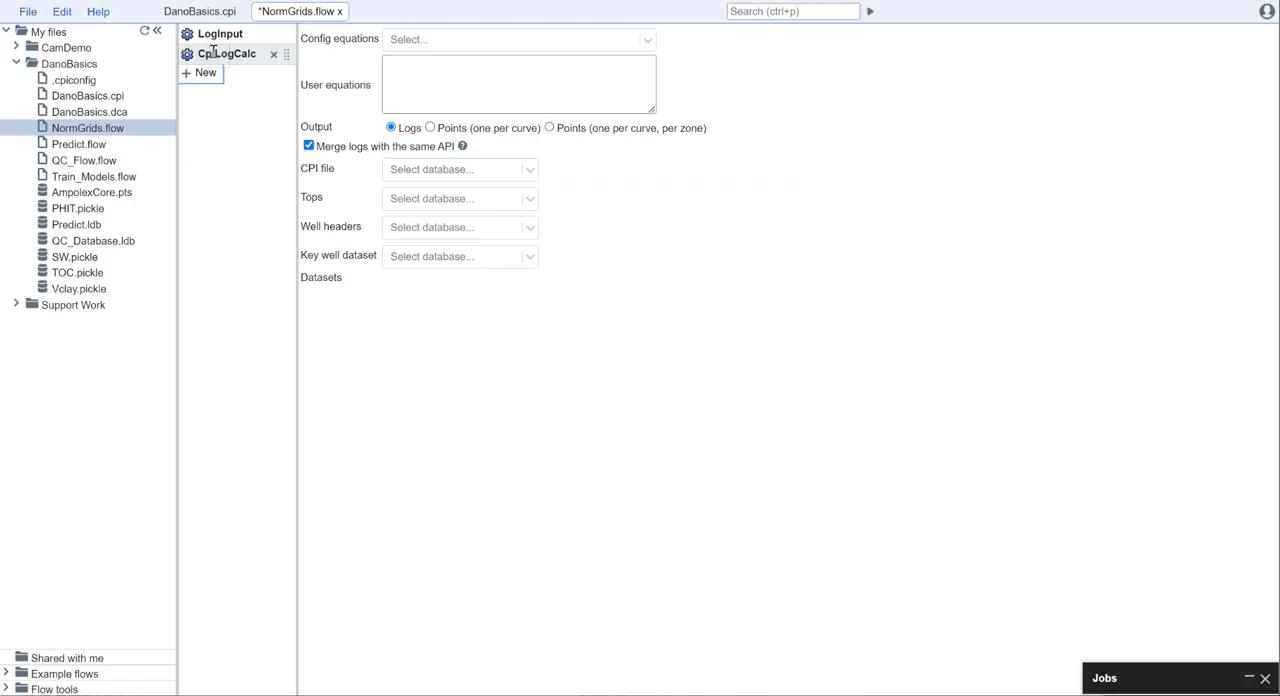 File Edit Help DanoBasics.cpi *NormGrids.flow x Search (ctrl+p)
My files
CamDemo
DanoBasics
.cpiconfig
DanoBasics.cpi
DanoBasics.dca
NormGrids.flow
Predict.flow
QC_Flow.flow
Train_Models.flow
AmpolexCore.pts
PHIT.pickle
Predict.ldb
QC_Database.ldb
SW.pickle
TOC.pickle
Vclay.pickle
Support Work
Shared with me
Example flows
Flow tools
LogInput
CpiLogCalc
+ New
Config equations Select...
User equations
Output Logs Points (one per curve) Points (one per curve, per zone)
Merge logs with the same API ?
CPI file Select database...
Tops Select database...
Well headers Select database...
Key well dataset Select database...
Datasets
Jobs